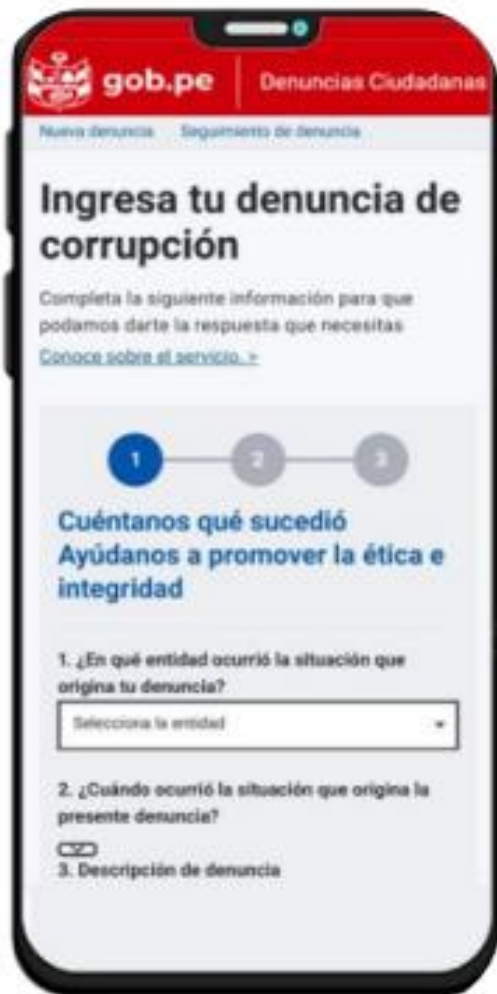 gob.pe
Denuncias Ciudadanas
Nueva denuncia Seguimiento de denuncia
Ingresa tu denuncia de
corrupción
Completa la siguiente información para que
podamos darte la respuesta que necesitas
Conoce sobre el servicio. >
1 2 3
Cuéntanos qué sucedió
Ayúdanos a promover la ética e
integridad
1. ¿En qué entidad ocurrió la situación que
origina tu denuncia?
Selecciona la entidad
2. ¿Cuándo ocurrió la situación que origina la
presente denuncia?
3. Descripción de denuncia